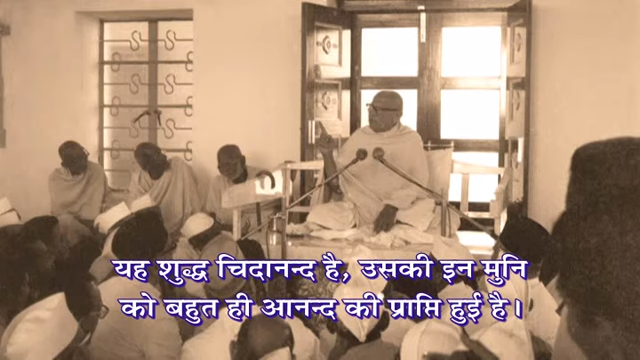 यह शुद्ध चिदानन्द है, उसकी इन मुनि
को बहुत ही आनन्द की प्राप्ति हुई है।